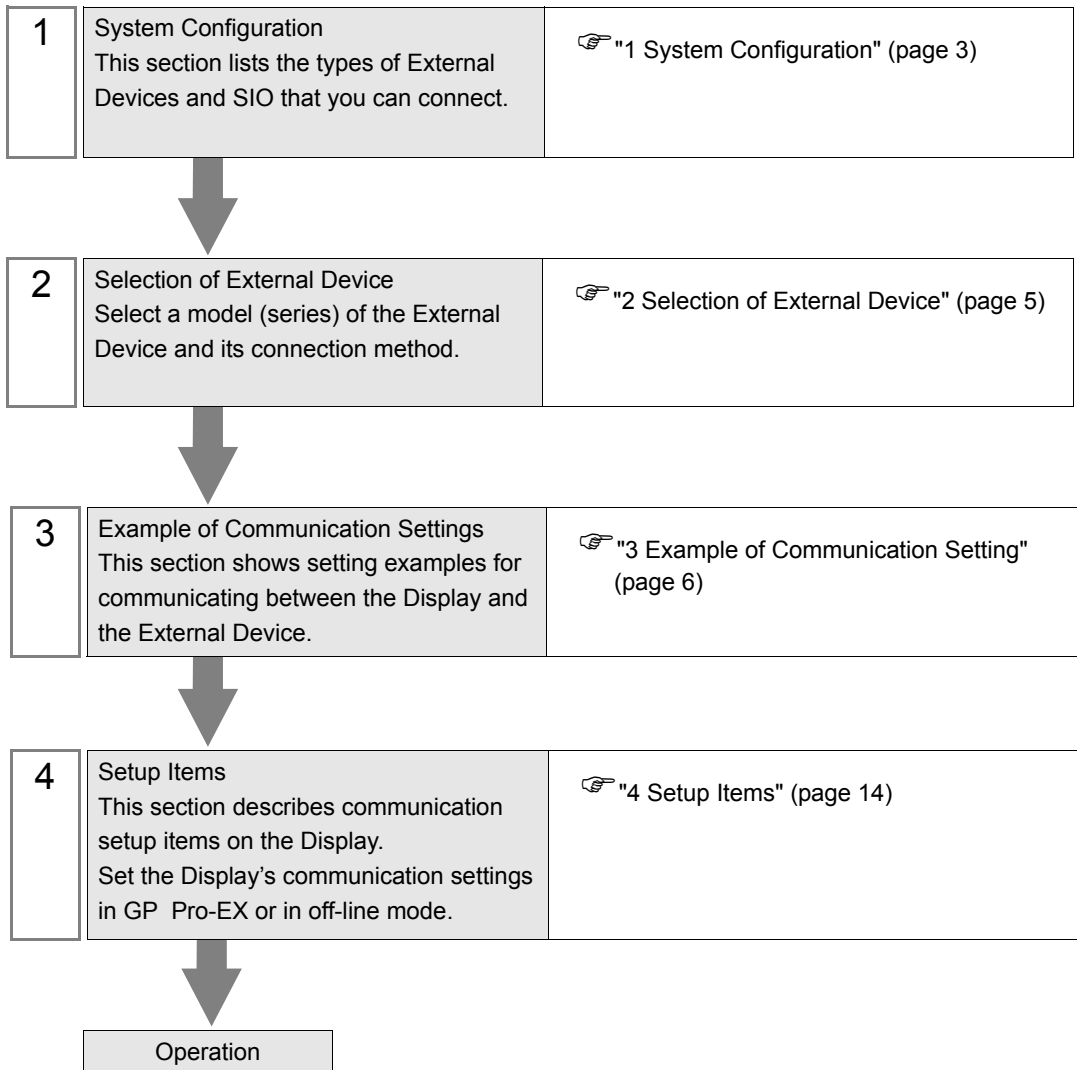 1
System Configuration
This section lists the types of External
Devices and SIO that you can connect.
"1 System Configuration" (page 3)
2
Selection of External Device
Select a model (series) of the External
Device and its connection method.
"2 Selection of External Device" (page 5)
3
Example of Communication Settings
This section shows setting examples for
communicating between the Display and
the External Device.
"3 Example of Communication Setting"
(page 6)
4
Setup Items
This section describes communication
setup items on the Display.
Set the Display’s communication settings
in GP Pro-EX or in off-line mode.
"4 Setup Items" (page 14)
Operation